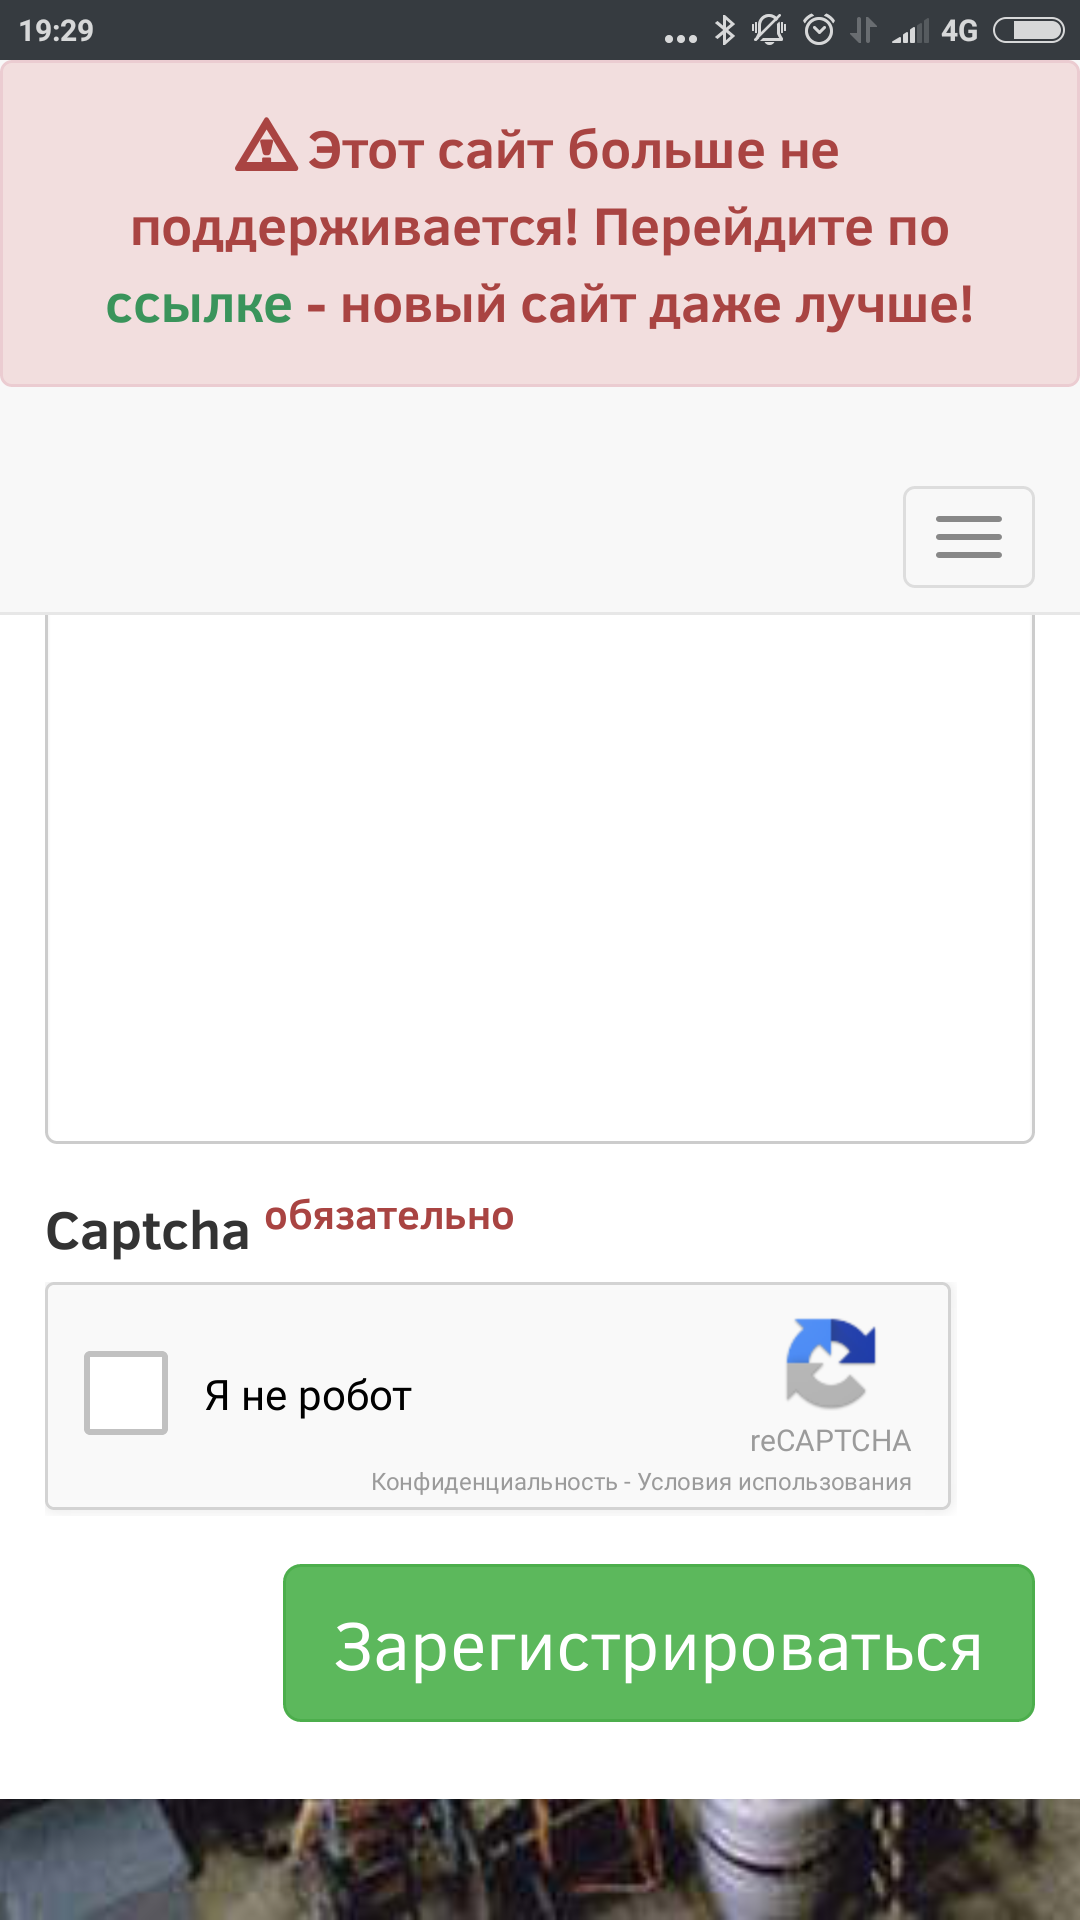 19:29
4G
Этот сайт больше не
поддерживается! Перейдите по
ссылке - новый сайт даже лучше!
Captcha обязательно
Я не робот
reCAPTCHA
Конфиденциальность - Условия использования
Зарегистрироваться